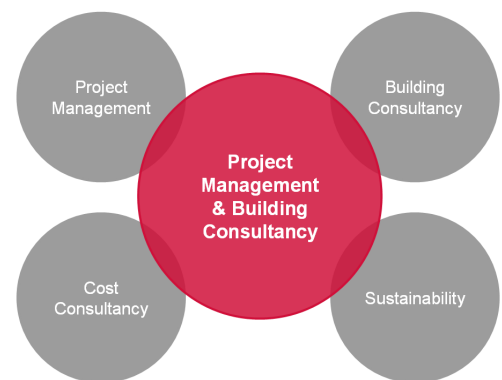 Project
Management
Building
Consultancy
Project
Management
& Building
Consultancy
Cost
Consultancy
Sustainability